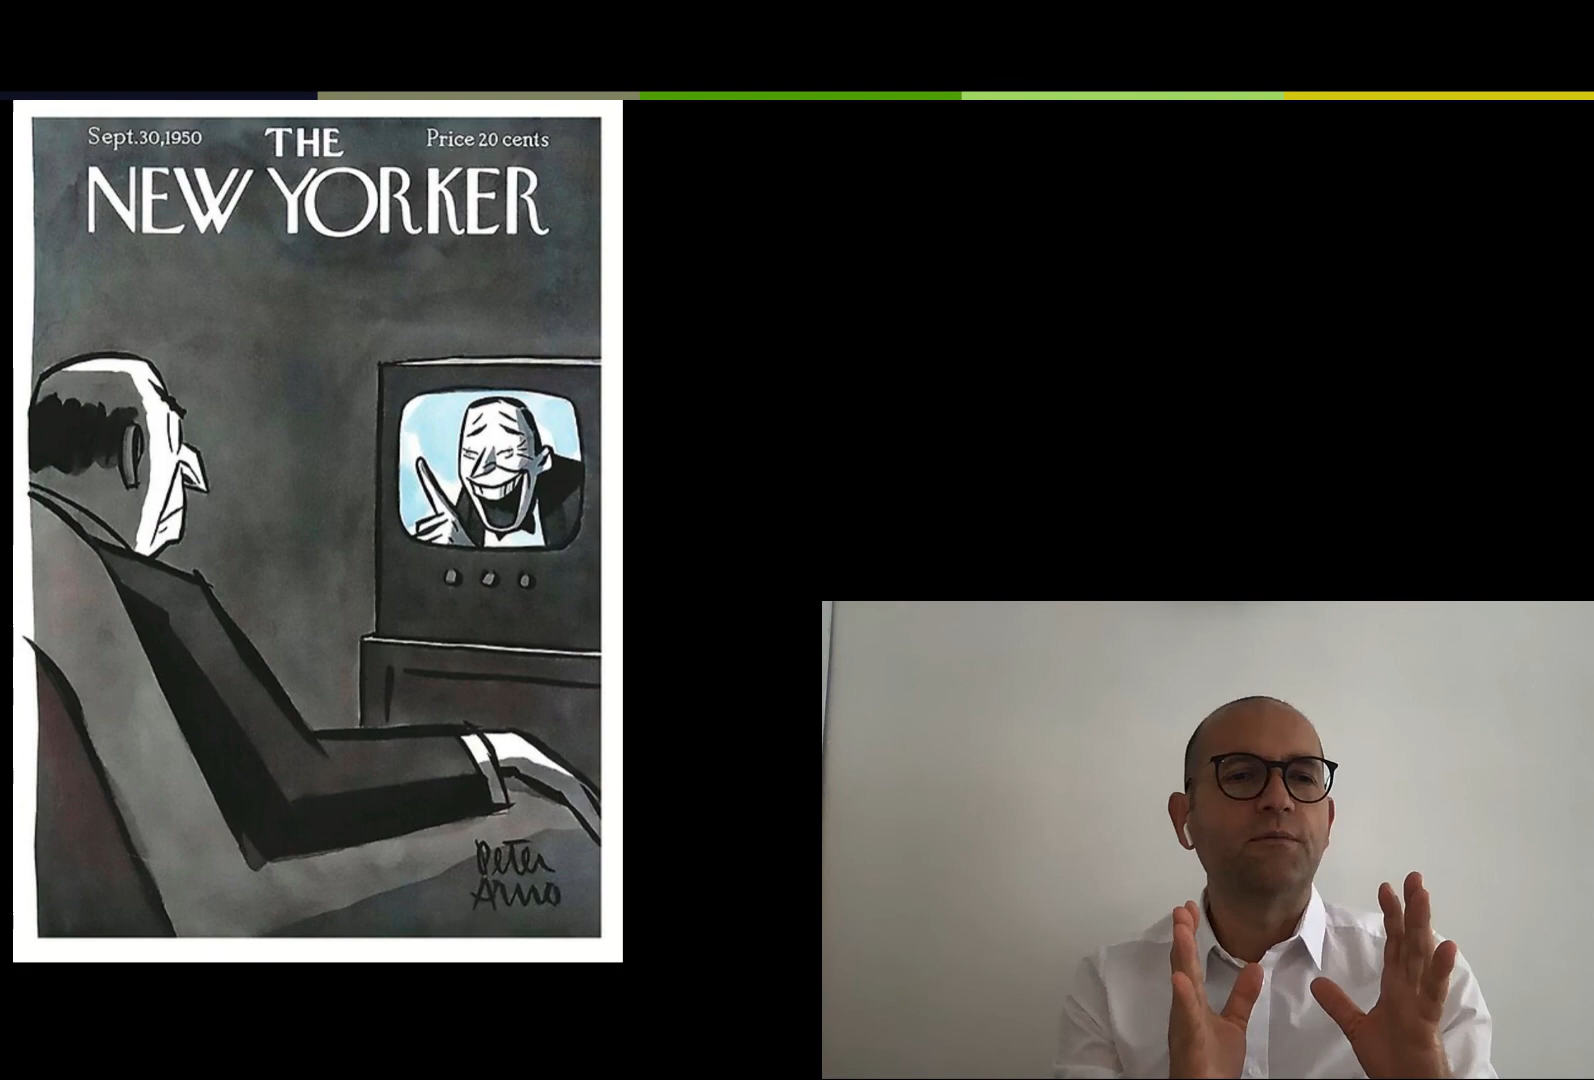 Sept.30,1950
THE
Price 20 cents
NEW YORKER
Peter
Arno